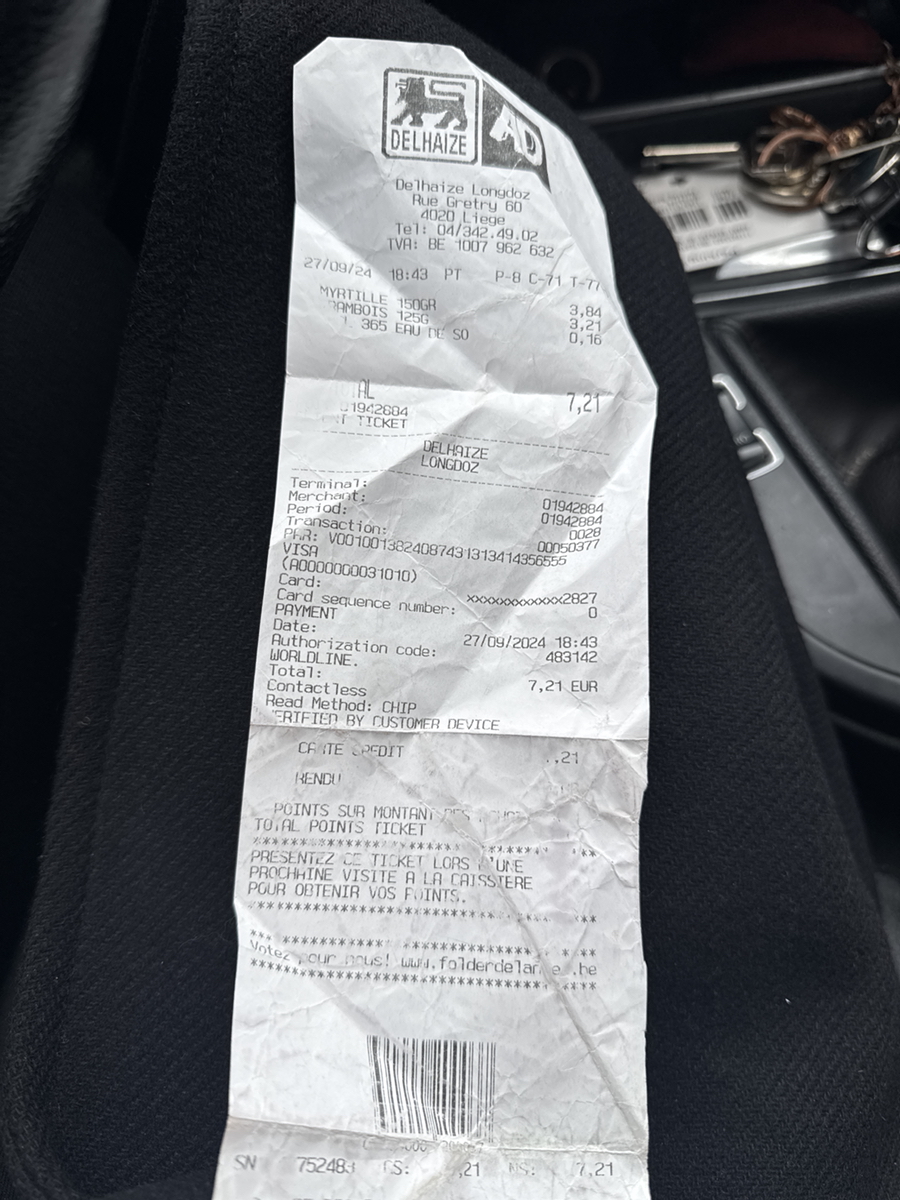 DELHAIZE AD
Delhaize Longdoz
Rue Gretry 60
4020 Liege
Tel: 04/342.49.02
TVA: BE 1007 962 632
27/09/24 18:43 PT P-8 C-71 T-77
MYRTILLE 150GR 3,84
125G 3,21
365 EAU DE SO 0,16
7,21
1942884
TICKET
DELHAIZE
LONGDOZ
Terminal: 01942884
Merchant: 01942884
Period: 0028
Transaction: 00050377
PAR: V0010013824087431313414356555
VISA
(A0000000031010)
Card: xxxxxxxxxxxx2827
Card sequence number: 0
PAYMENT
Date: 27/09/2024 18:43
Authorization code: 483142
WORLDLINE.
Total: 7,21 EUR
Contactless
Read Method: CHIP
VERIFIED BY CUSTOMER DEVICE
CARTE CREDIT
RENDU
POINTS SUR MONTANT
TOTAL POINTS TICKET
PRESENTEZ CE TICKET LORS D'UNE
PROCHAINE VISITE A LA CAISSIERE
POUR OBTENIR VOS POINTS.
Votez pour nous!
SN 7,21